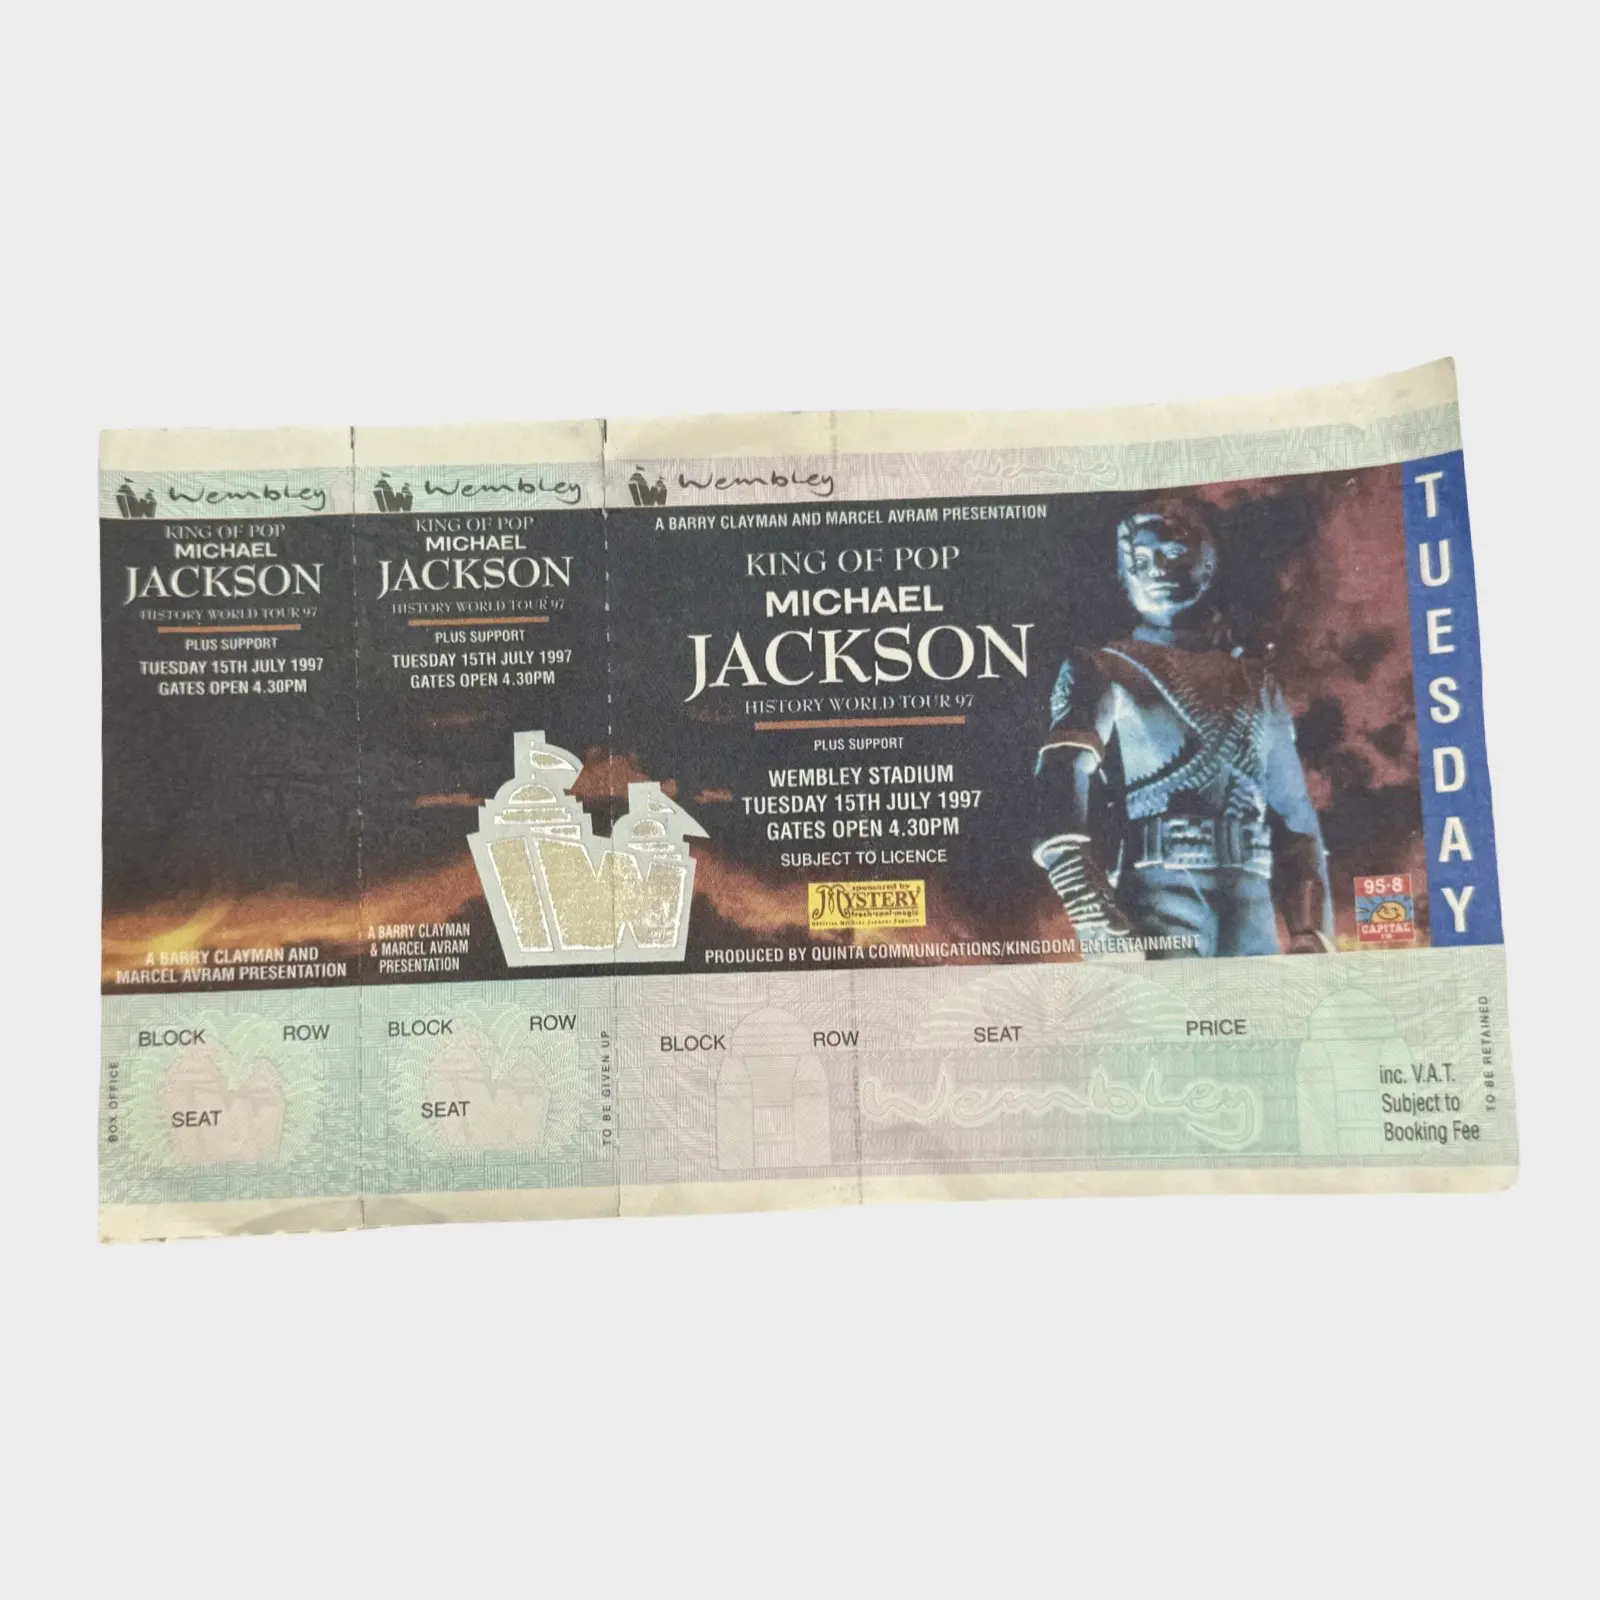 Wembley
KING OF POP
MICHAEL
JACKSON
HISTORY WORLD TOUR 97
PLUS SUPPORT
TUESDAY 15TH JULY 1997
GATES OPEN 4.30PM
A BARRY CLAYMAN AND
MARCEL AVRAM PRESENTATION
BLOCK ROW
SEAT
BOX OFFICE
Wembley
KING OF POP
MICHAEL
JACKSON
HISTORY WORLD TOUR 97
PLUS SUPPORT
TUESDAY 15TH JULY 1997
GATES OPEN 4.30PM
A BARRY CLAYMAN
& MARCEL AVRAM
PRESENTATION
BLOCK ROW
SEAT
TO BE GIVEN UP
Wembley
A BARRY CLAYMAN AND MARCEL AVRAM PRESENTATION
KING OF POP
MICHAEL
JACKSON
HISTORY WORLD TOUR 97
PLUS SUPPORT
WEMBLEY STADIUM
TUESDAY 15TH JULY 1997
GATES OPEN 4.30PM
SUBJECT TO LICENCE
sponsored by
MYSTERY
fresh·cool·magic
PRODUCED BY QUINTA COMMUNICATIONS/KINGDOM ENTERTAINMENT
95·8
CAPITAL
FM
TUESDAY
BLOCK ROW SEAT PRICE
Wembley
inc. V.A.T.
Subject to
Booking Fee
TO BE RETAINED